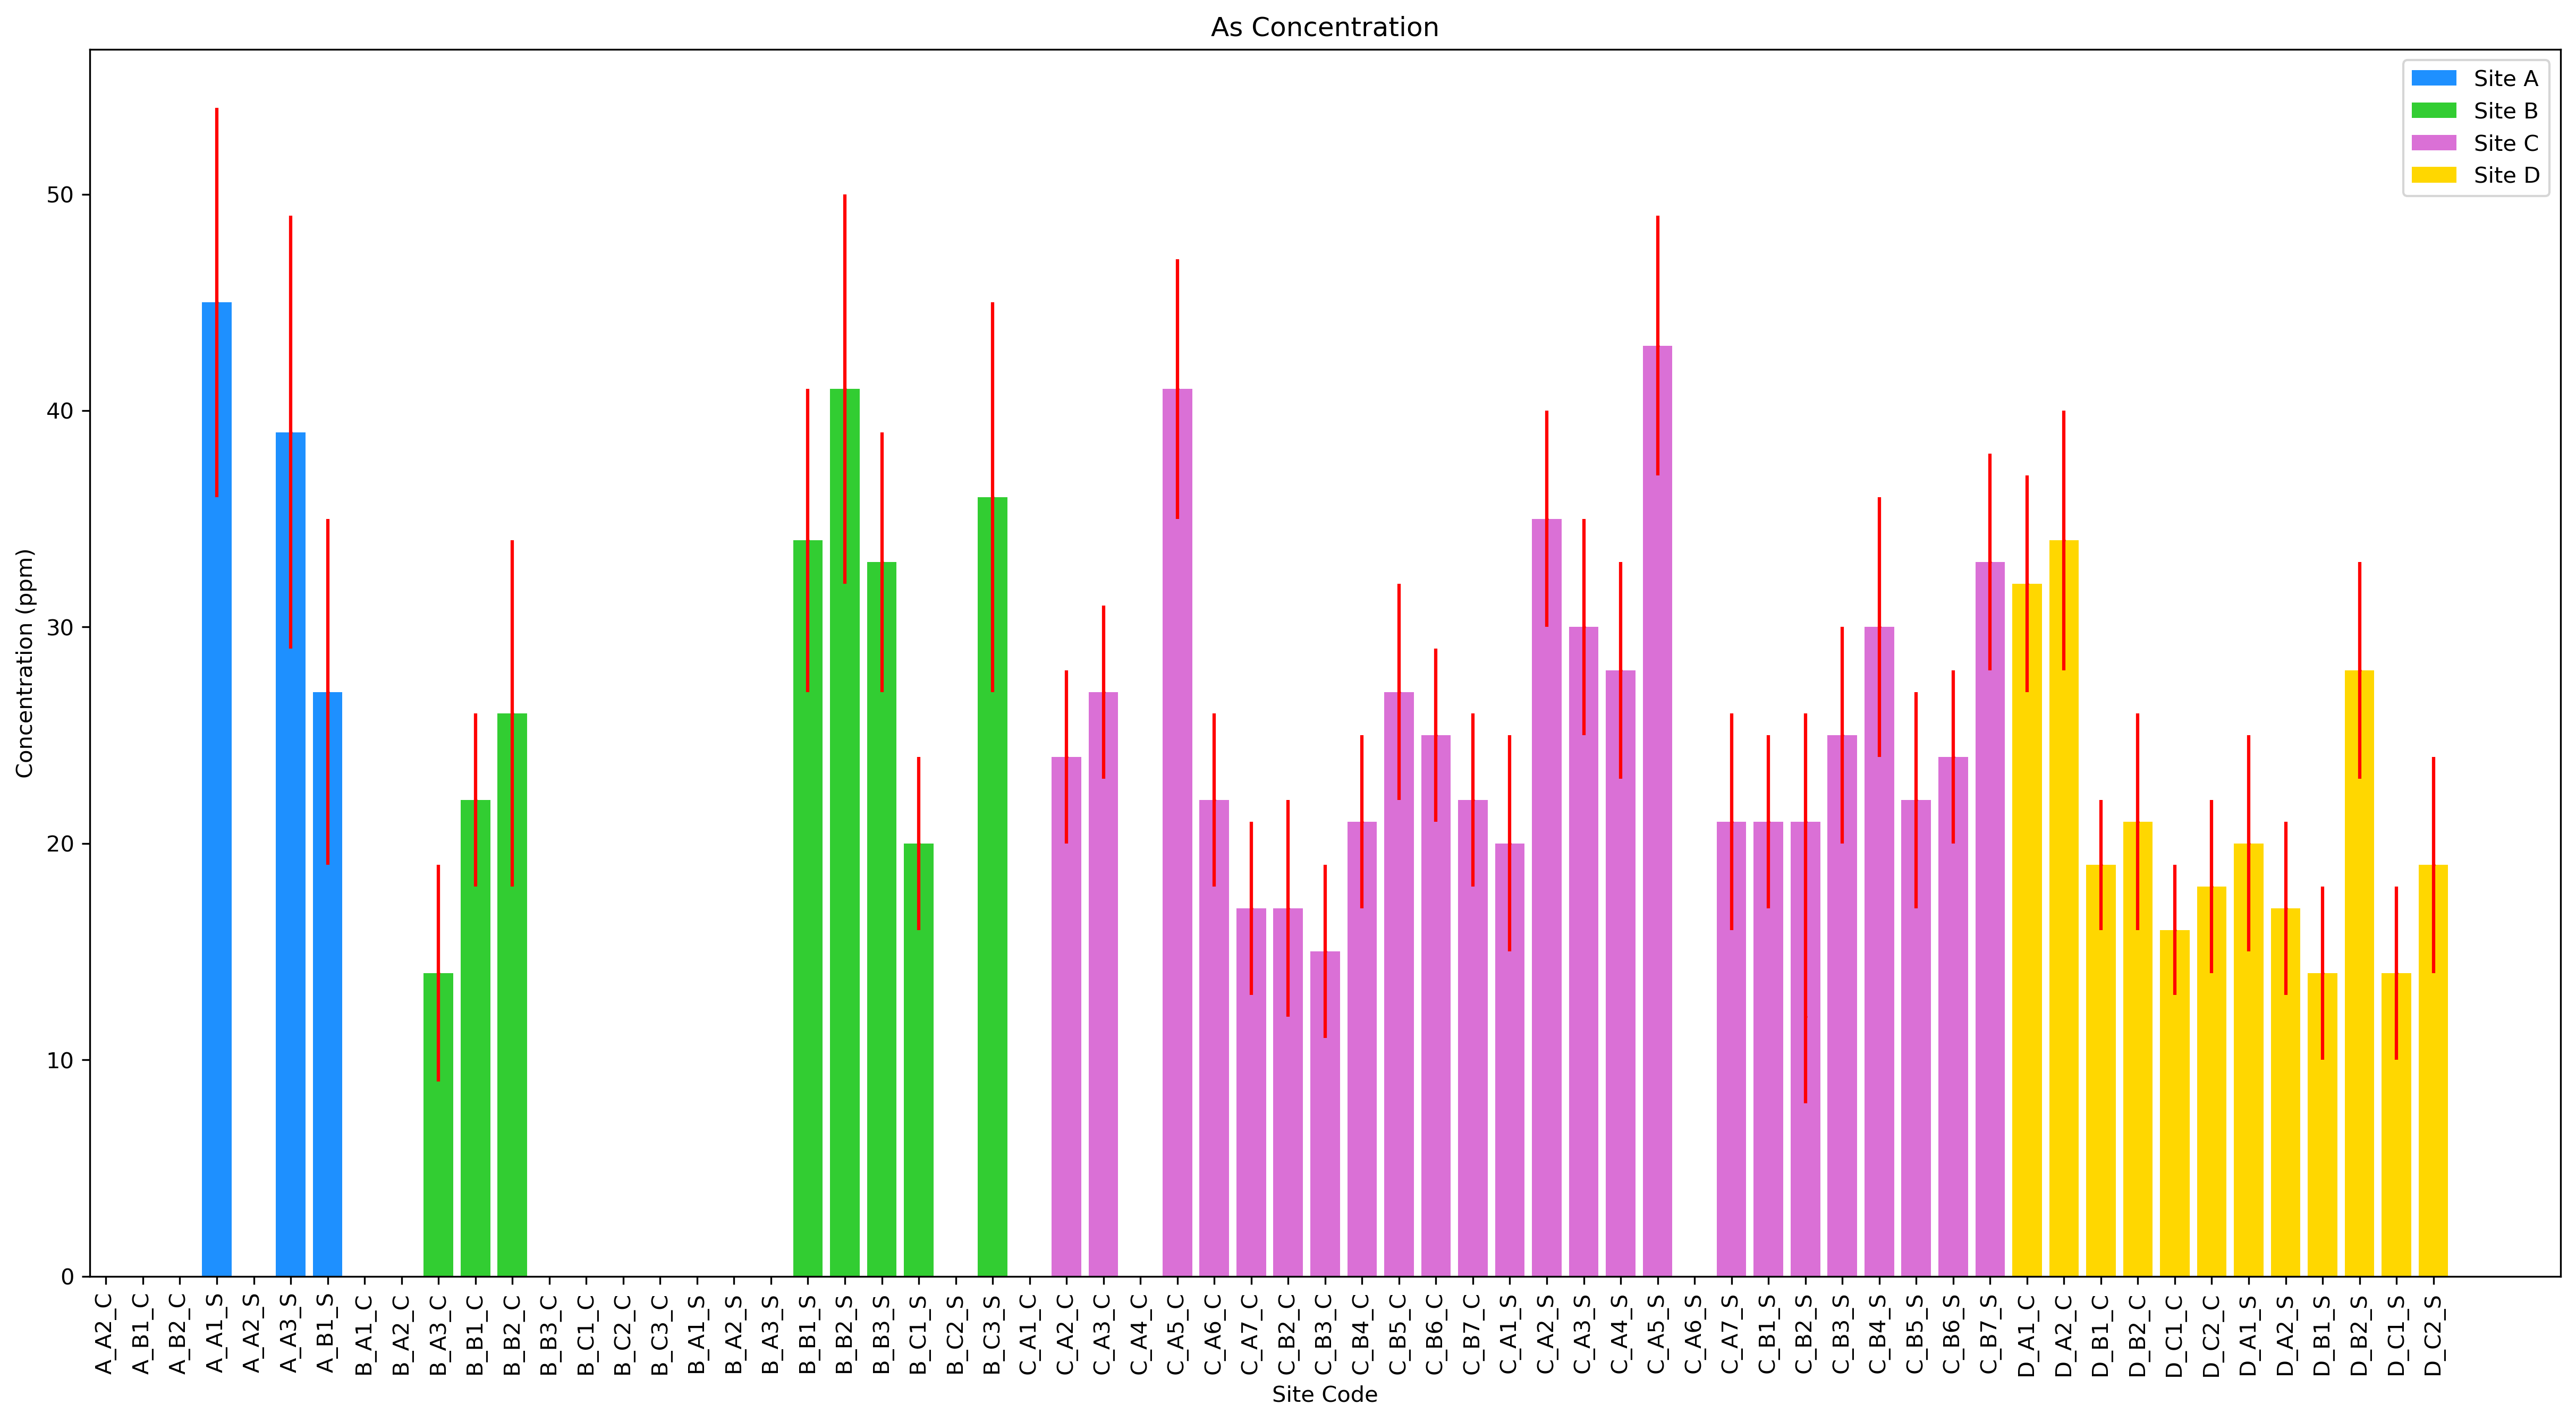 As Concentration
Site A
Site B
Site C
Site D
Concentration (ppm)
50
40
30
20
10
0
A_A2_C
A_B1_C
A_B2_C
A_A1_S
A_A2_S
A_A3_S
A_B1_S
B_A1_C
B_A2_C
B_A3_C
B_B1_C
B_B2_C
B_B3_C
B_C1_C
B_C2_C
B_C3_C
B_A1_S
B_A2_S
B_A3_S
B_B1_S
B_B2_S
B_B3_S
B_C1_S
B_C2_S
B_C3_S
C_A1_C
C_A2_C
C_A3_C
C_A4_C
C_A5_C
C_A6_C
C_A7_C
C_B2_C
C_B3_C
C_B4_C
C_B5_C
C_B6_C
C_B7_C
C_A1_S
C_A2_S
C_A3_S
C_A4_S
C_A5_S
C_A6_S
C_A7_S
C_B1_S
C_B2_S
C_B3_S
C_B4_S
C_B5_S
C_B6_S
C_B7_S
D_A1_C
D_A2_C
D_B1_C
D_B2_C
D_C1_C
D_C2_C
D_A1_S
D_A2_S
D_B1_S
D_B2_S
D_C1_S
D_C2_S
Site Code